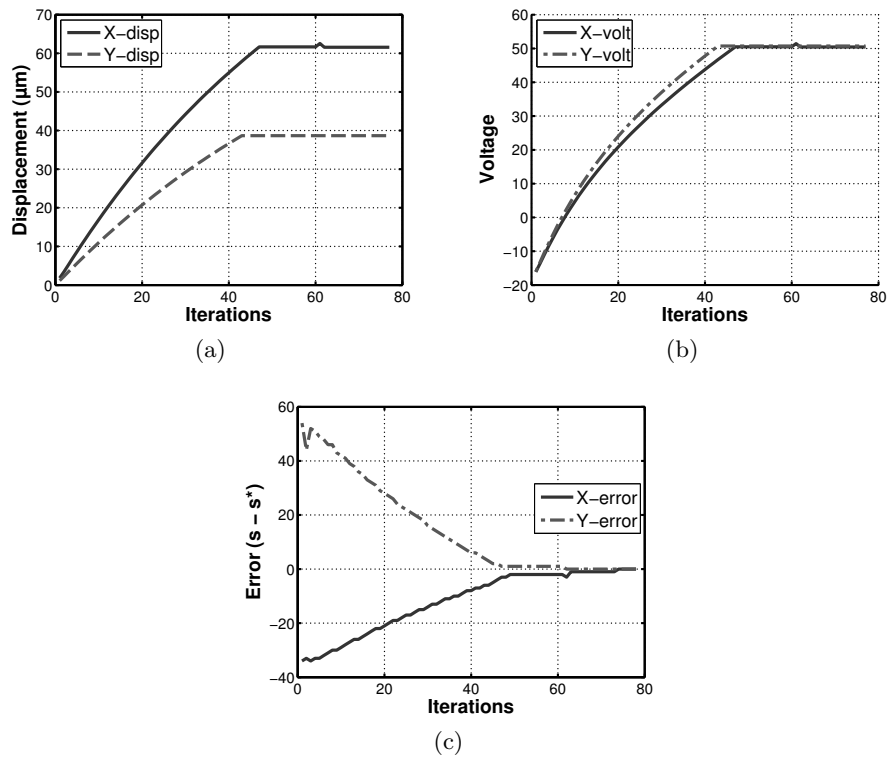 70
60
50
40
30
20
10
0
Displacement (µm)
X−disp
Y−disp
0 20 40 60 80
Iterations
(a)
60
50
40
30
20
10
0
−10
−20
Voltage
X−volt
Y−volt
0 20 40 60 80
Iterations
(b)
60
40
20
0
−20
−40
Error (s − s*)
X−error
Y−error
0 20 40 60 80
Iterations
(c)